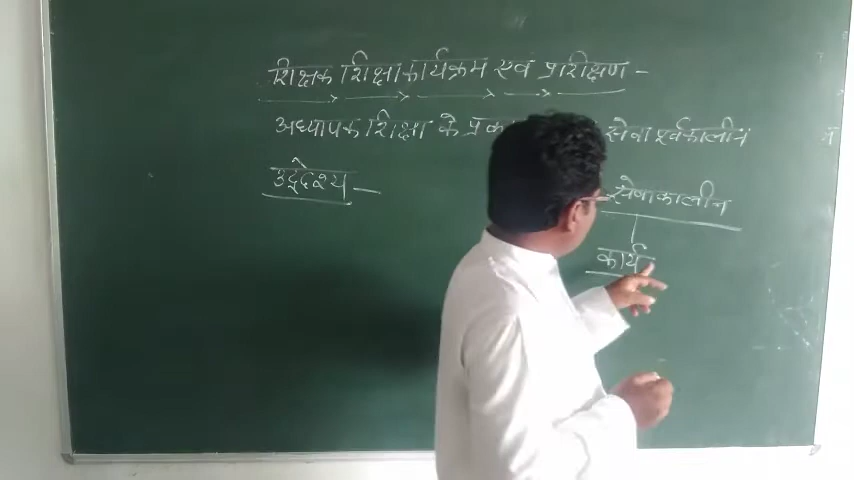 शिक्षक शिक्षा कार्यक्रम एवं प्रशिक्षण -
अध्यापक शिक्षा के प्रका सेवा पूर्वकालीन
उद्देश्य - सेवाकालीन
कार्य